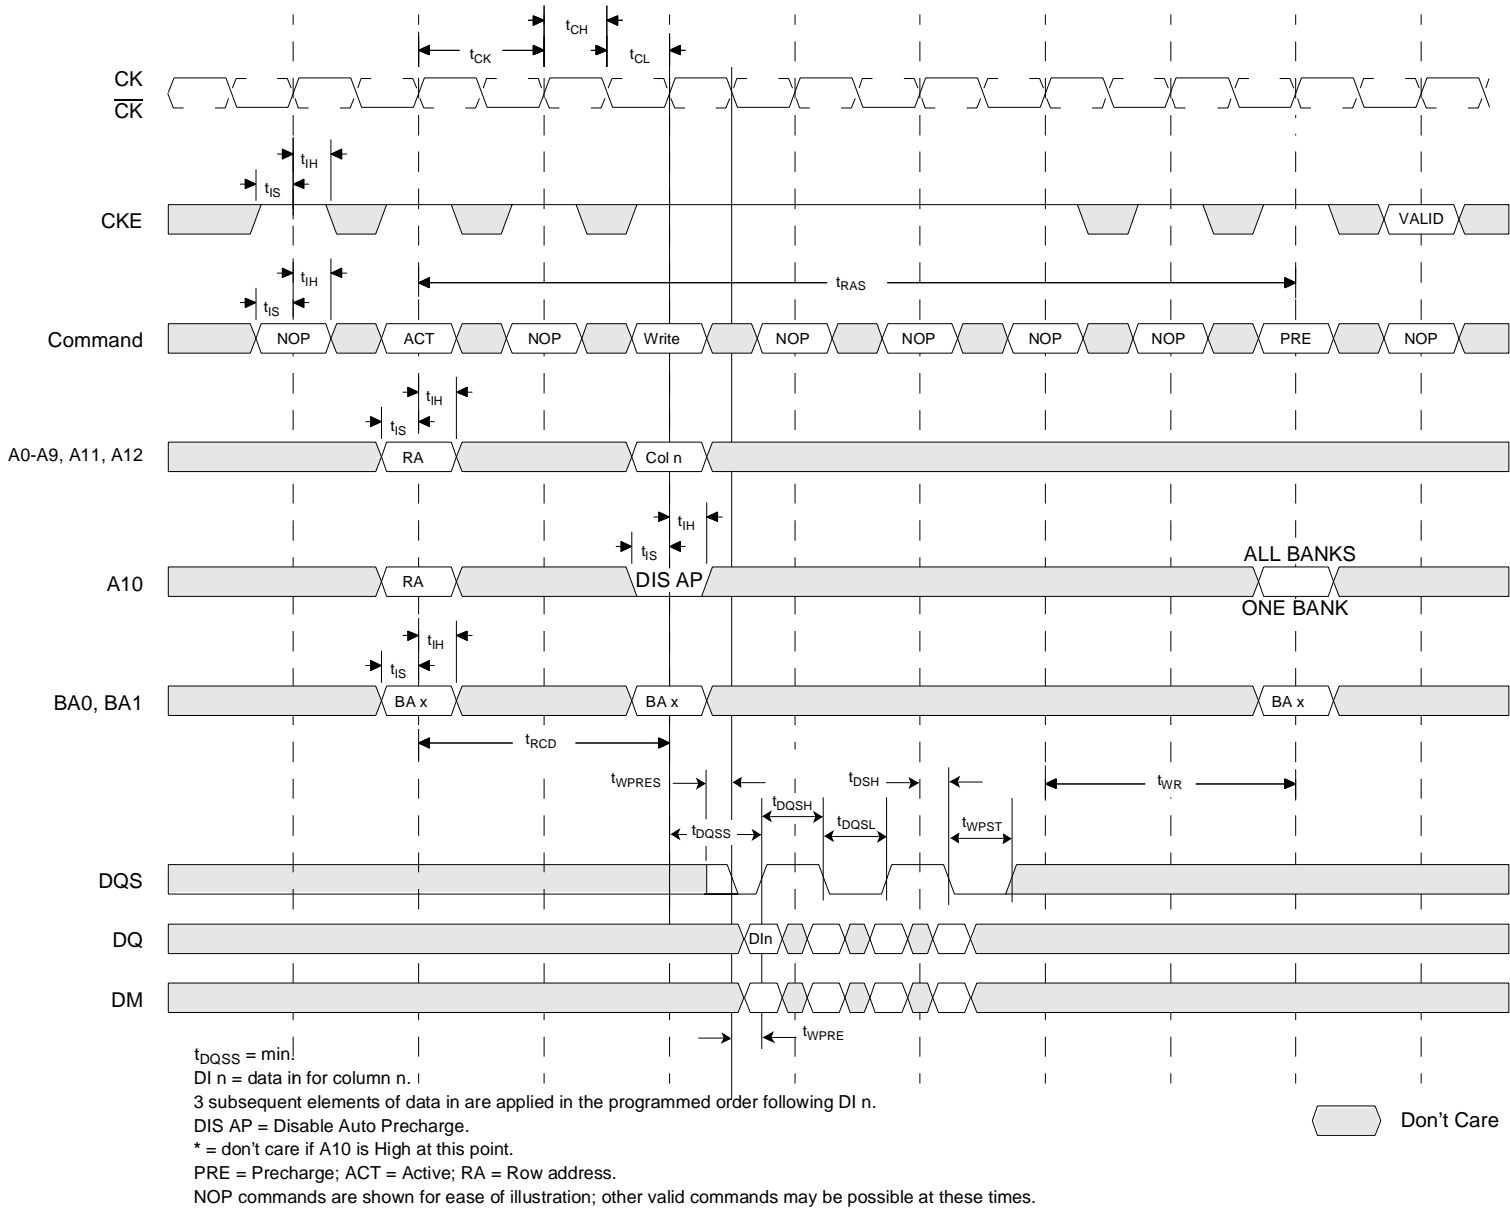 tCH
tCK
tCL
CK
CK
tIH
tIS
CKE
VALID
tIH
tIS
tRAS
Command
NOP
ACT
NOP
Write
NOP
NOP
NOP
NOP
PRE
NOP
tIH
tIS
A0-A9, A11, A12
RA
Col n
tIH
tIS
ALL BANKS
A10
RA
DIS AP
ONE BANK
tIH
tIS
BA0, BA1
BA x
BA x
BA x
tRCD
tWPRES
tDSH
tWR
tDQSH
tDQSS
tDQSL
tWPST
DQS
DQ
DIn
DM
tWPRE
tDQSS = min.
DI n = data in for column n.
3 subsequent elements of data in are applied in the programmed order following DI n.
DIS AP = Disable Auto Precharge.
* = don't care if A10 is High at this point.
PRE = Precharge; ACT = Active; RA = Row address.
NOP commands are shown for ease of illustration; other valid commands may be possible at these times.
Don't Care